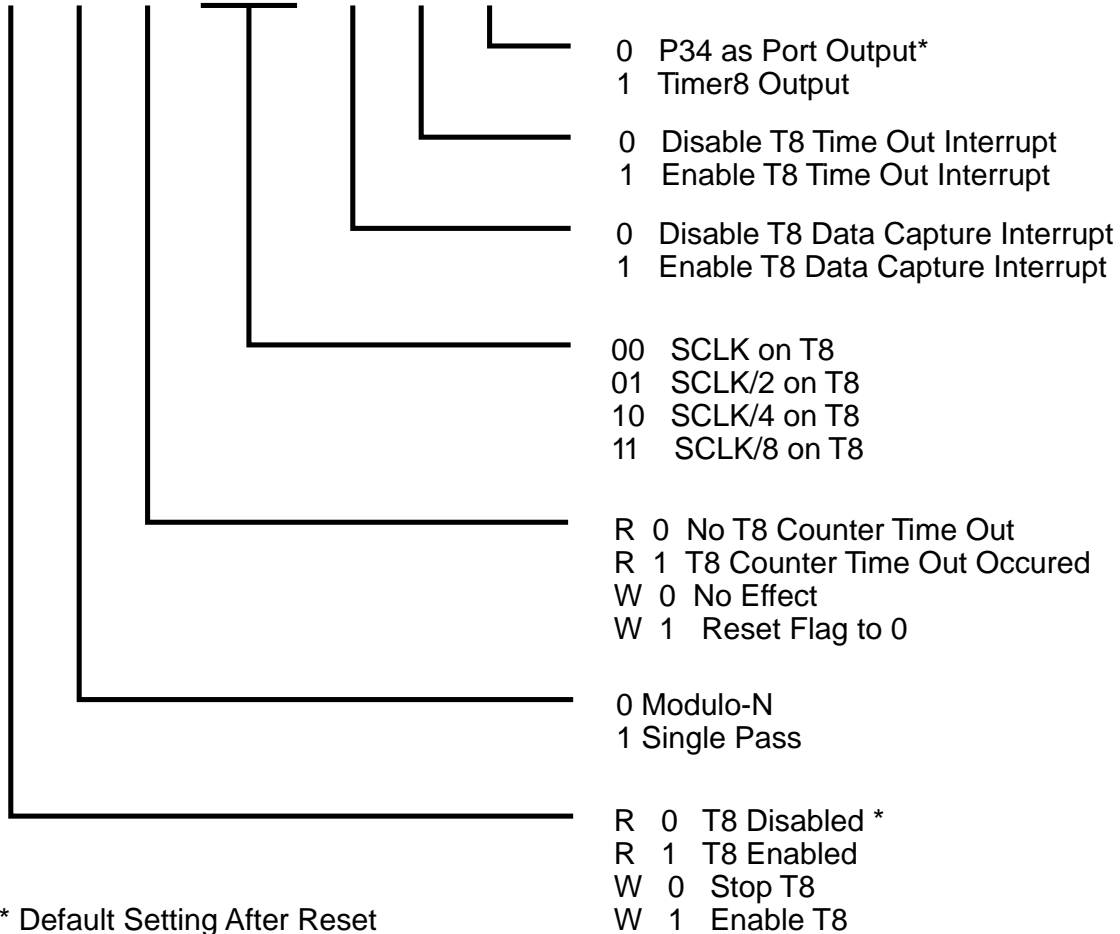 0 P34 as Port Output*
1 Timer8 Output
0 Disable T8 Time Out Interrupt
1 Enable T8 Time Out Interrupt
0 Disable T8 Data Capture Interrupt
1 Enable T8 Data Capture Interrupt
00 SCLK on T8
01 SCLK/2 on T8
10 SCLK/4 on T8
11 SCLK/8 on T8
R 0 No T8 Counter Time Out
R 1 T8 Counter Time Out Occured
W 0 No Effect
W 1 Reset Flag to 0
0 Modulo-N
1 Single Pass
R 0 T8 Disabled *
R 1 T8 Enabled
W 0 Stop T8
W 1 Enable T8
* Default Setting After Reset